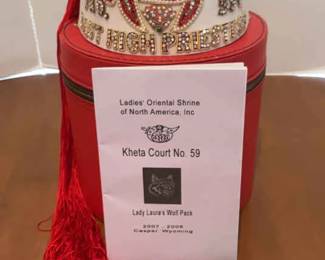 PAST HIGH PRIESTESS
Ladies' Oriental Shrine
of North America, Inc
Kheta Court No. 59
Lady Laura's Wolf Pack
2007 - 2008
Casper Wyoming